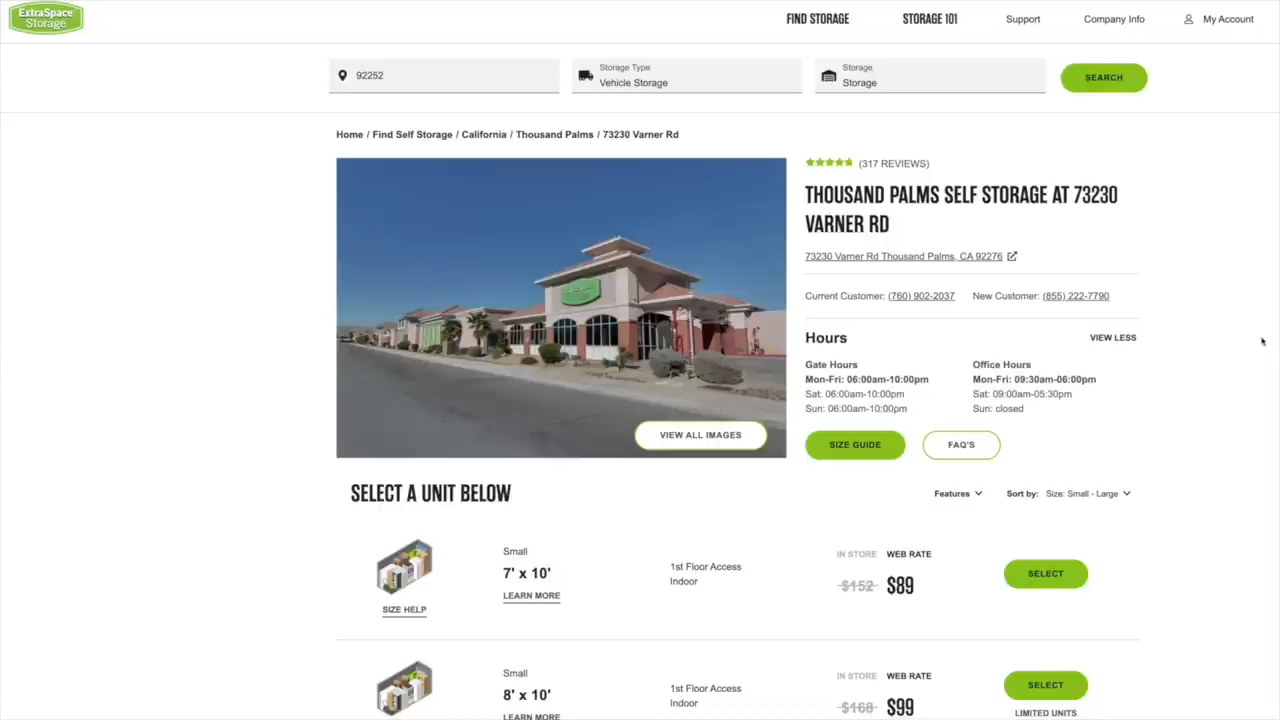 ExtraSpace
Storage
FIND STORAGE
STORAGE 101
Support
Company Info
My Account
92252
Storage Type
Vehicle Storage
Storage
Storage
SEARCH
Home / Find Self Storage / California / Thousand Palms / 73230 Varner Rd
(317 REVIEWS)
THOUSAND PALMS SELF STORAGE AT 73230
VARNER RD
73230 Varner Rd Thousand Palms, CA 92276
Current Customer: (760) 902-2037 New Customer: (855) 222-7790
Hours
VIEW LESS
Gate Hours
Mon-Fri: 06:00am-10:00pm
Sat: 06:00am-10:00pm
Sun: 06:00am-10:00pm
Office Hours
Mon-Fri: 09:30am-06:00pm
Sat: 09:00am-05:30pm
Sun: closed
VIEW ALL IMAGES
SIZE GUIDE
FAQ'S
SELECT A UNIT BELOW
Features
Sort by: Size: Small - Large
SIZE HELP
Small
7' x 10'
LEARN MORE
1st Floor Access
Indoor
IN STORE WEB RATE
$152 $89
SELECT
Small
8' x 10'
LEARN MORE
1st Floor Access
Indoor
IN STORE WEB RATE
$168 $99
SELECT
LIMITED UNITS